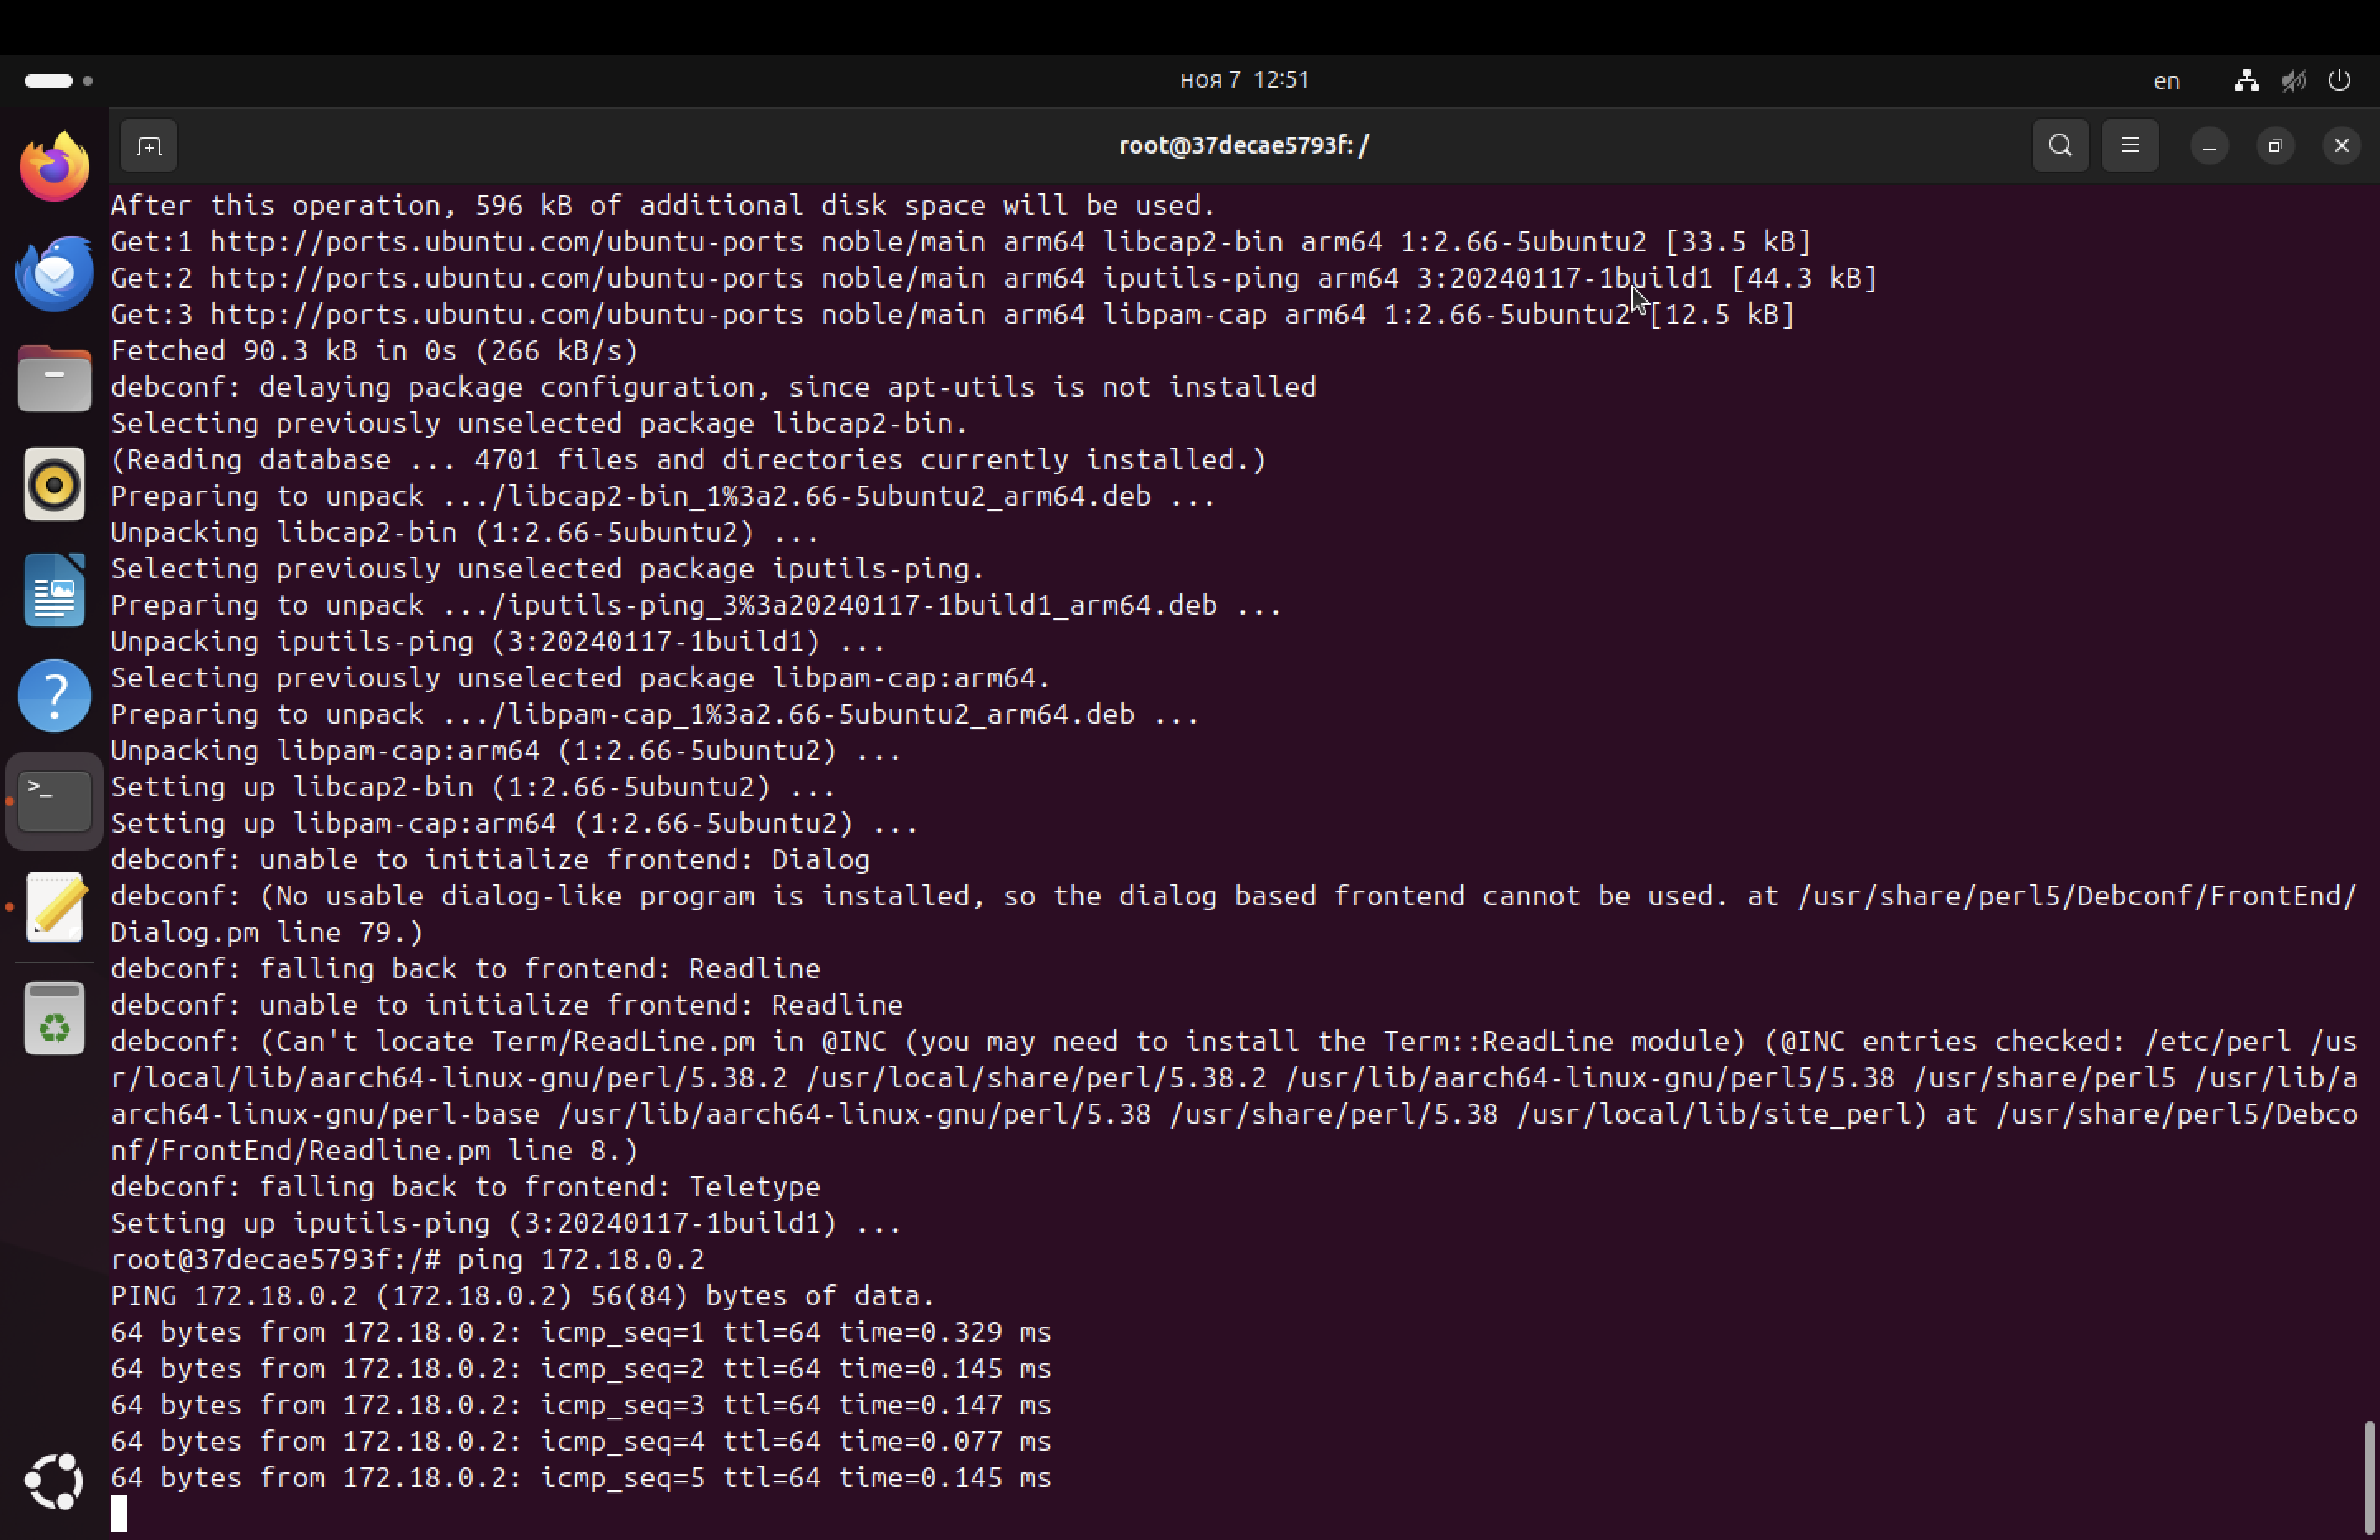 ноя 7 12:51
en
root@37decae5793f: /
After this operation, 596 kB of additional disk space will be used.
Get:1 http://ports.ubuntu.com/ubuntu-ports noble/main arm64 libcap2-bin arm64 1:2.66-5ubuntu2 [33.5 kB]
Get:2 http://ports.ubuntu.com/ubuntu-ports noble/main arm64 iputils-ping arm64 3:20240117-1build1 [44.3 kB]
Get:3 http://ports.ubuntu.com/ubuntu-ports noble/main arm64 libpam-cap arm64 1:2.66-5ubuntu2 [12.5 kB]
Fetched 90.3 kB in 0s (266 kB/s)
debconf: delaying package configuration, since apt-utils is not installed
Selecting previously unselected package libcap2-bin.
(Reading database ... 4701 files and directories currently installed.)
Preparing to unpack .../libcap2-bin_1%3a2.66-5ubuntu2_arm64.deb ...
Unpacking libcap2-bin (1:2.66-5ubuntu2) ...
Selecting previously unselected package iputils-ping.
Preparing to unpack .../iputils-ping_3%3a20240117-1build1_arm64.deb ...
Unpacking iputils-ping (3:20240117-1build1) ...
Selecting previously unselected package libpam-cap:arm64.
Preparing to unpack .../libpam-cap_1%3a2.66-5ubuntu2_arm64.deb ...
Unpacking libpam-cap:arm64 (1:2.66-5ubuntu2) ...
Setting up libcap2-bin (1:2.66-5ubuntu2) ...
Setting up libpam-cap:arm64 (1:2.66-5ubuntu2) ...
debconf: unable to initialize frontend: Dialog
debconf: (No usable dialog-like program is installed, so the dialog based frontend cannot be used. at /usr/share/perl5/Debconf/FrontEnd/
Dialog.pm line 79.)
debconf: falling back to frontend: Readline
debconf: unable to initialize frontend: Readline
debconf: (Can't locate Term/ReadLine.pm in @INC (you may need to install the Term::ReadLine module) (@INC entries checked: /etc/perl /us
r/local/lib/aarch64-linux-gnu/perl/5.38.2 /usr/local/share/perl/5.38.2 /usr/lib/aarch64-linux-gnu/perl5/5.38 /usr/share/perl5 /usr/lib/a
arch64-linux-gnu/perl-base /usr/lib/aarch64-linux-gnu/perl/5.38 /usr/share/perl/5.38 /usr/local/lib/site_perl) at /usr/share/perl5/Debco
nf/FrontEnd/Readline.pm line 8.)
debconf: falling back to frontend: Teletype
Setting up iputils-ping (3:20240117-1build1) ...
root@37decae5793f:/# ping 172.18.0.2
PING 172.18.0.2 (172.18.0.2) 56(84) bytes of data.
64 bytes from 172.18.0.2: icmp_seq=1 ttl=64 time=0.329 ms
64 bytes from 172.18.0.2: icmp_seq=2 ttl=64 time=0.145 ms
64 bytes from 172.18.0.2: icmp_seq=3 ttl=64 time=0.147 ms
64 bytes from 172.18.0.2: icmp_seq=4 ttl=64 time=0.077 ms
64 bytes from 172.18.0.2: icmp_seq=5 ttl=64 time=0.145 ms